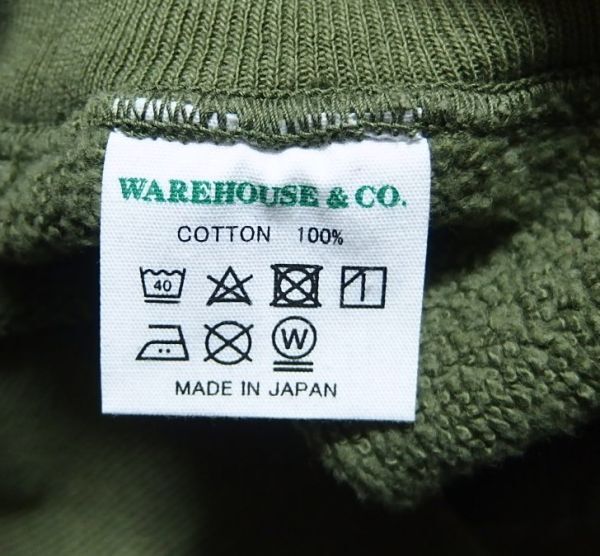 WAREHOUSE & CO.
COTTON 100%
40
W
MADE IN JAPAN